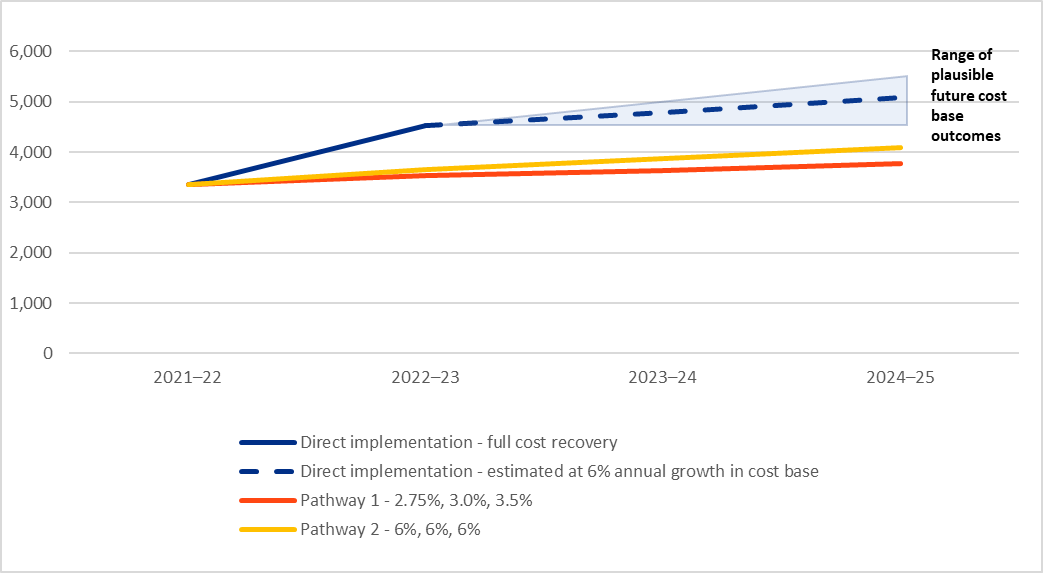 6,000
5,000
4,000
3,000
2,000
1,000
0
Range of
plausible
future cost
base
outcomes
2021–22
2022–23
2023–24
2024–25
Direct implementation - full cost recovery
Direct implementation - estimated at 6% annual growth in cost base
Pathway 1 - 2.75%, 3.0%, 3.5%
Pathway 2 - 6%, 6%, 6%